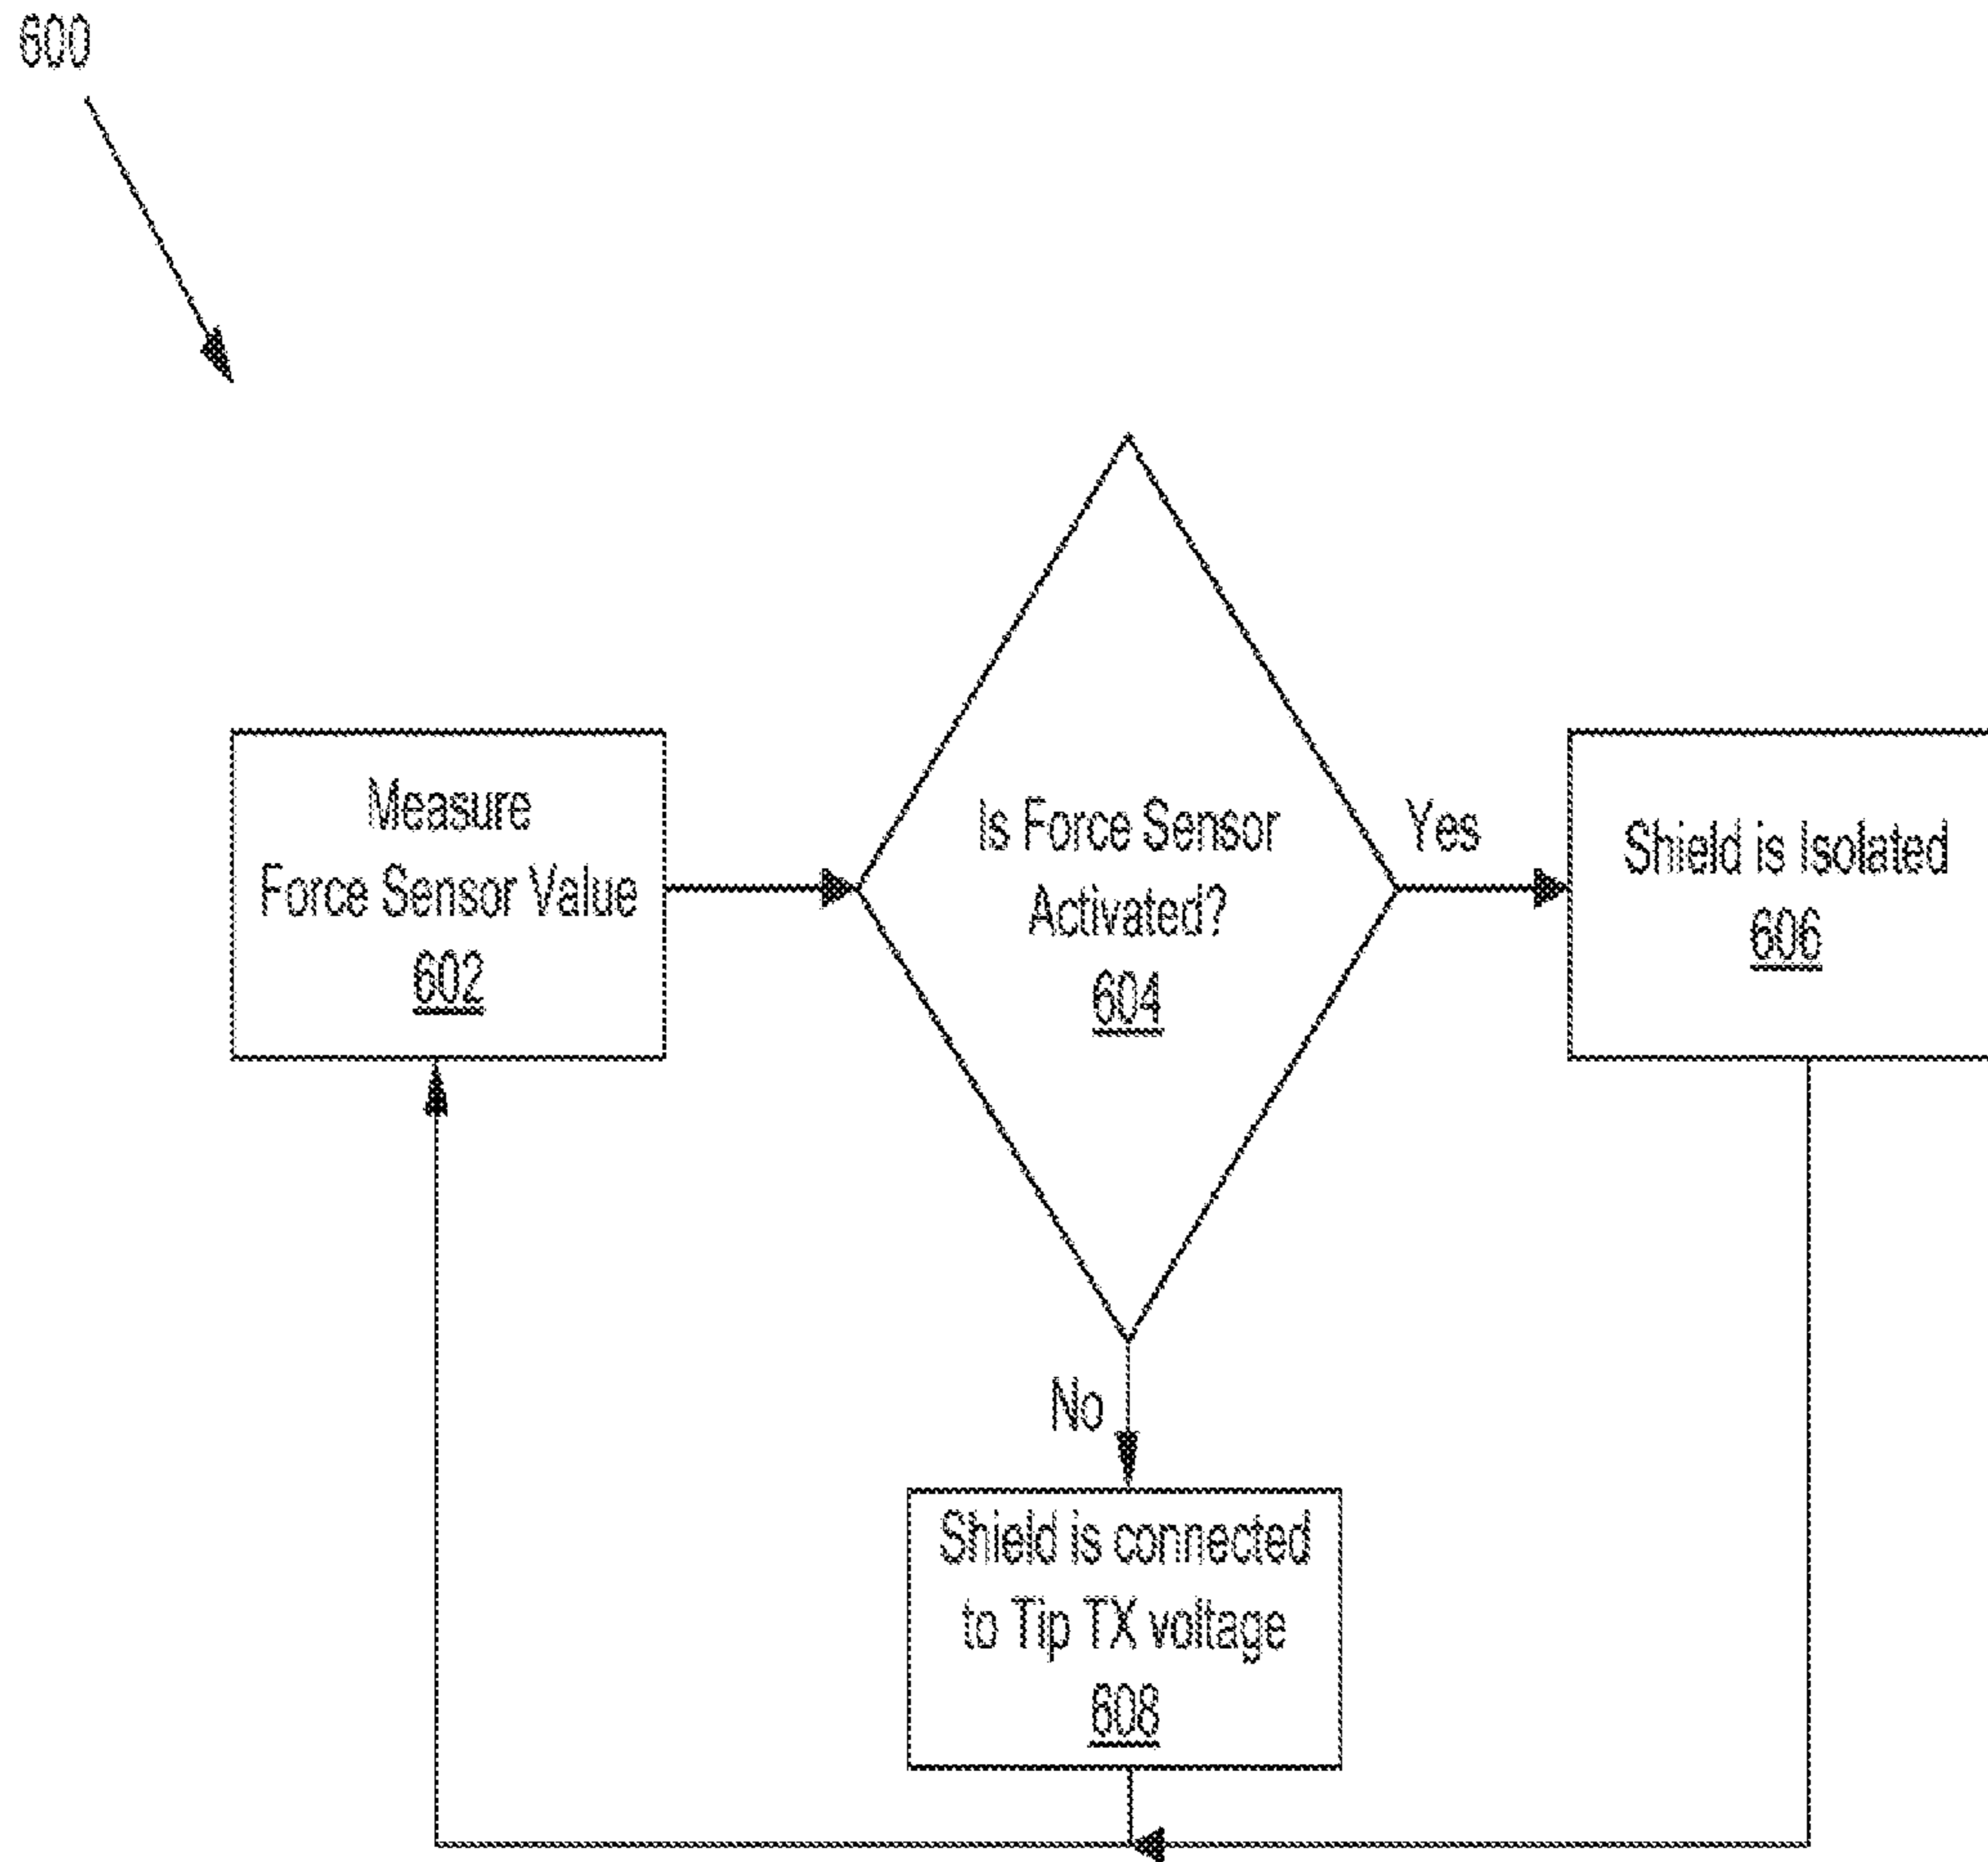 600
Measure
Force Sensor Value
602
Is Force Sensor
Activated?
604
Yes
Shield is Isolated
606
No
Shield is connected
to Tip TX voltage
608